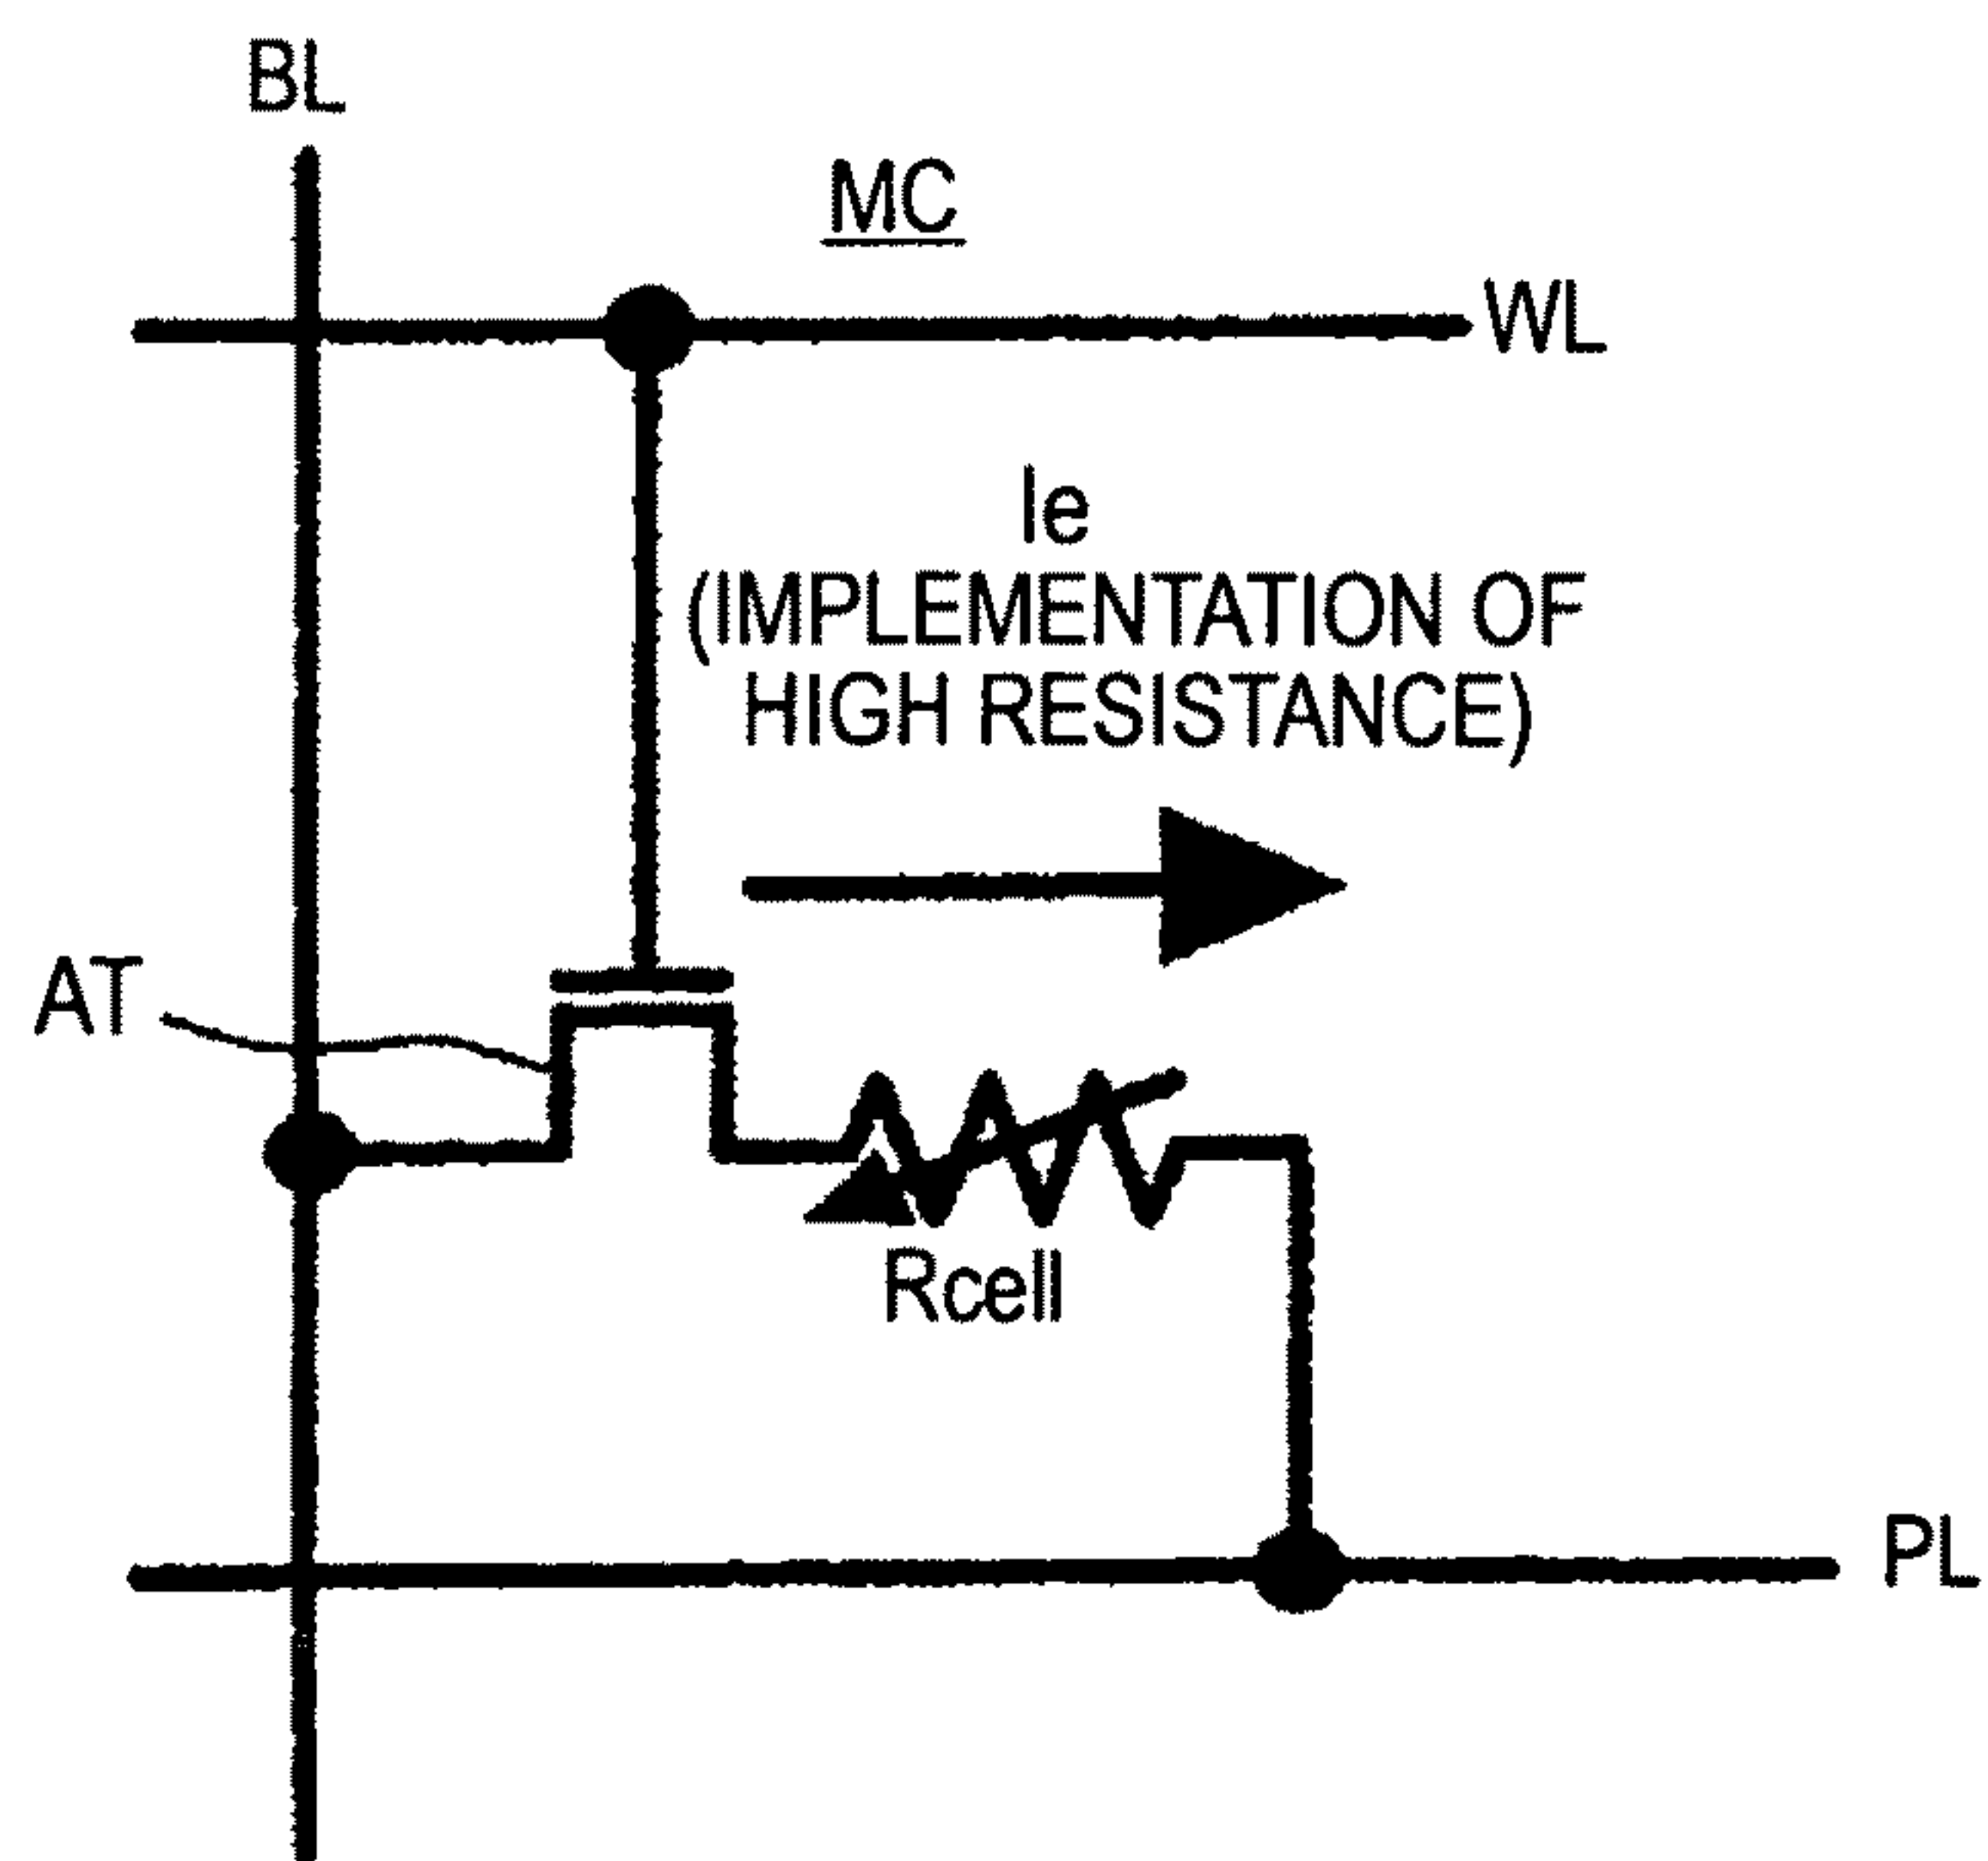 BL
MC
WL
Ie
(IMPLEMENTATION OF
HIGH RESISTANCE)
AT
Rcell
PL